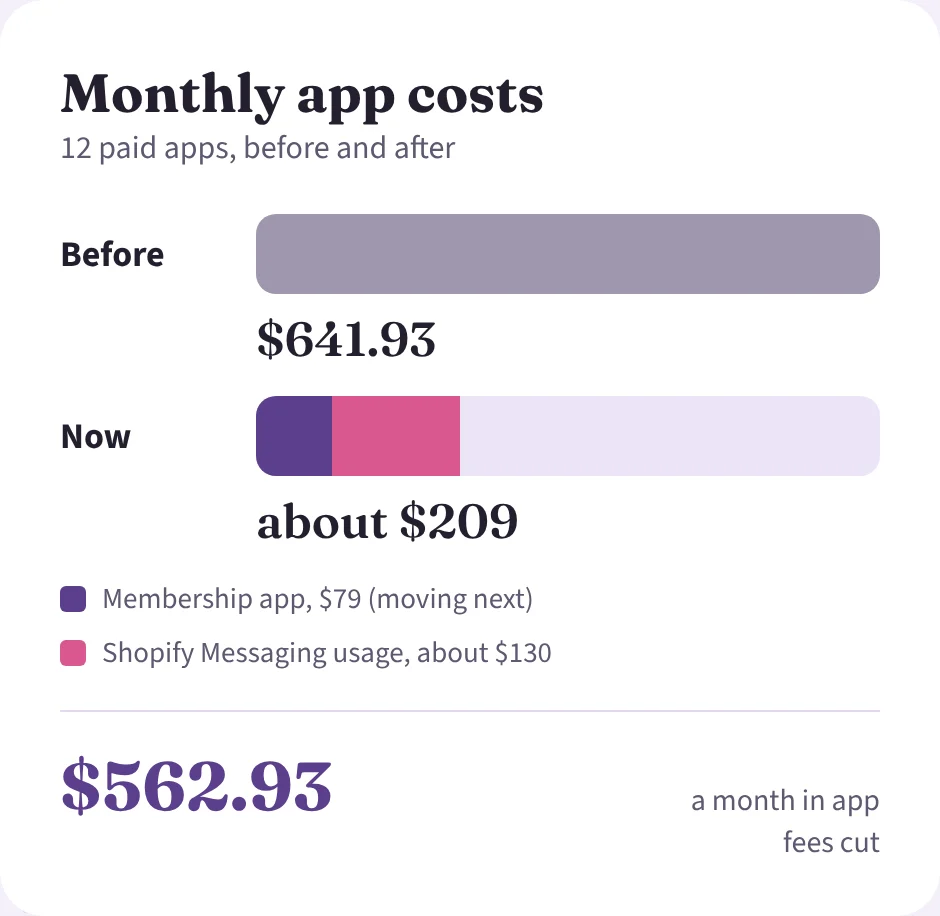 Monthly app costs
12 paid apps, before and after
Before
$641.93
Now
about $209
Membership app, $79 (moving next)
Shopify Messaging usage, about $130
$562.93
a month in app
fees cut